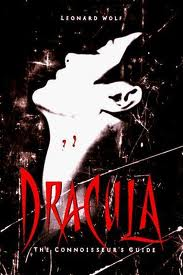 LEONARD WOLF
DRACULA
THE CONNOISSEUR'S GUIDE